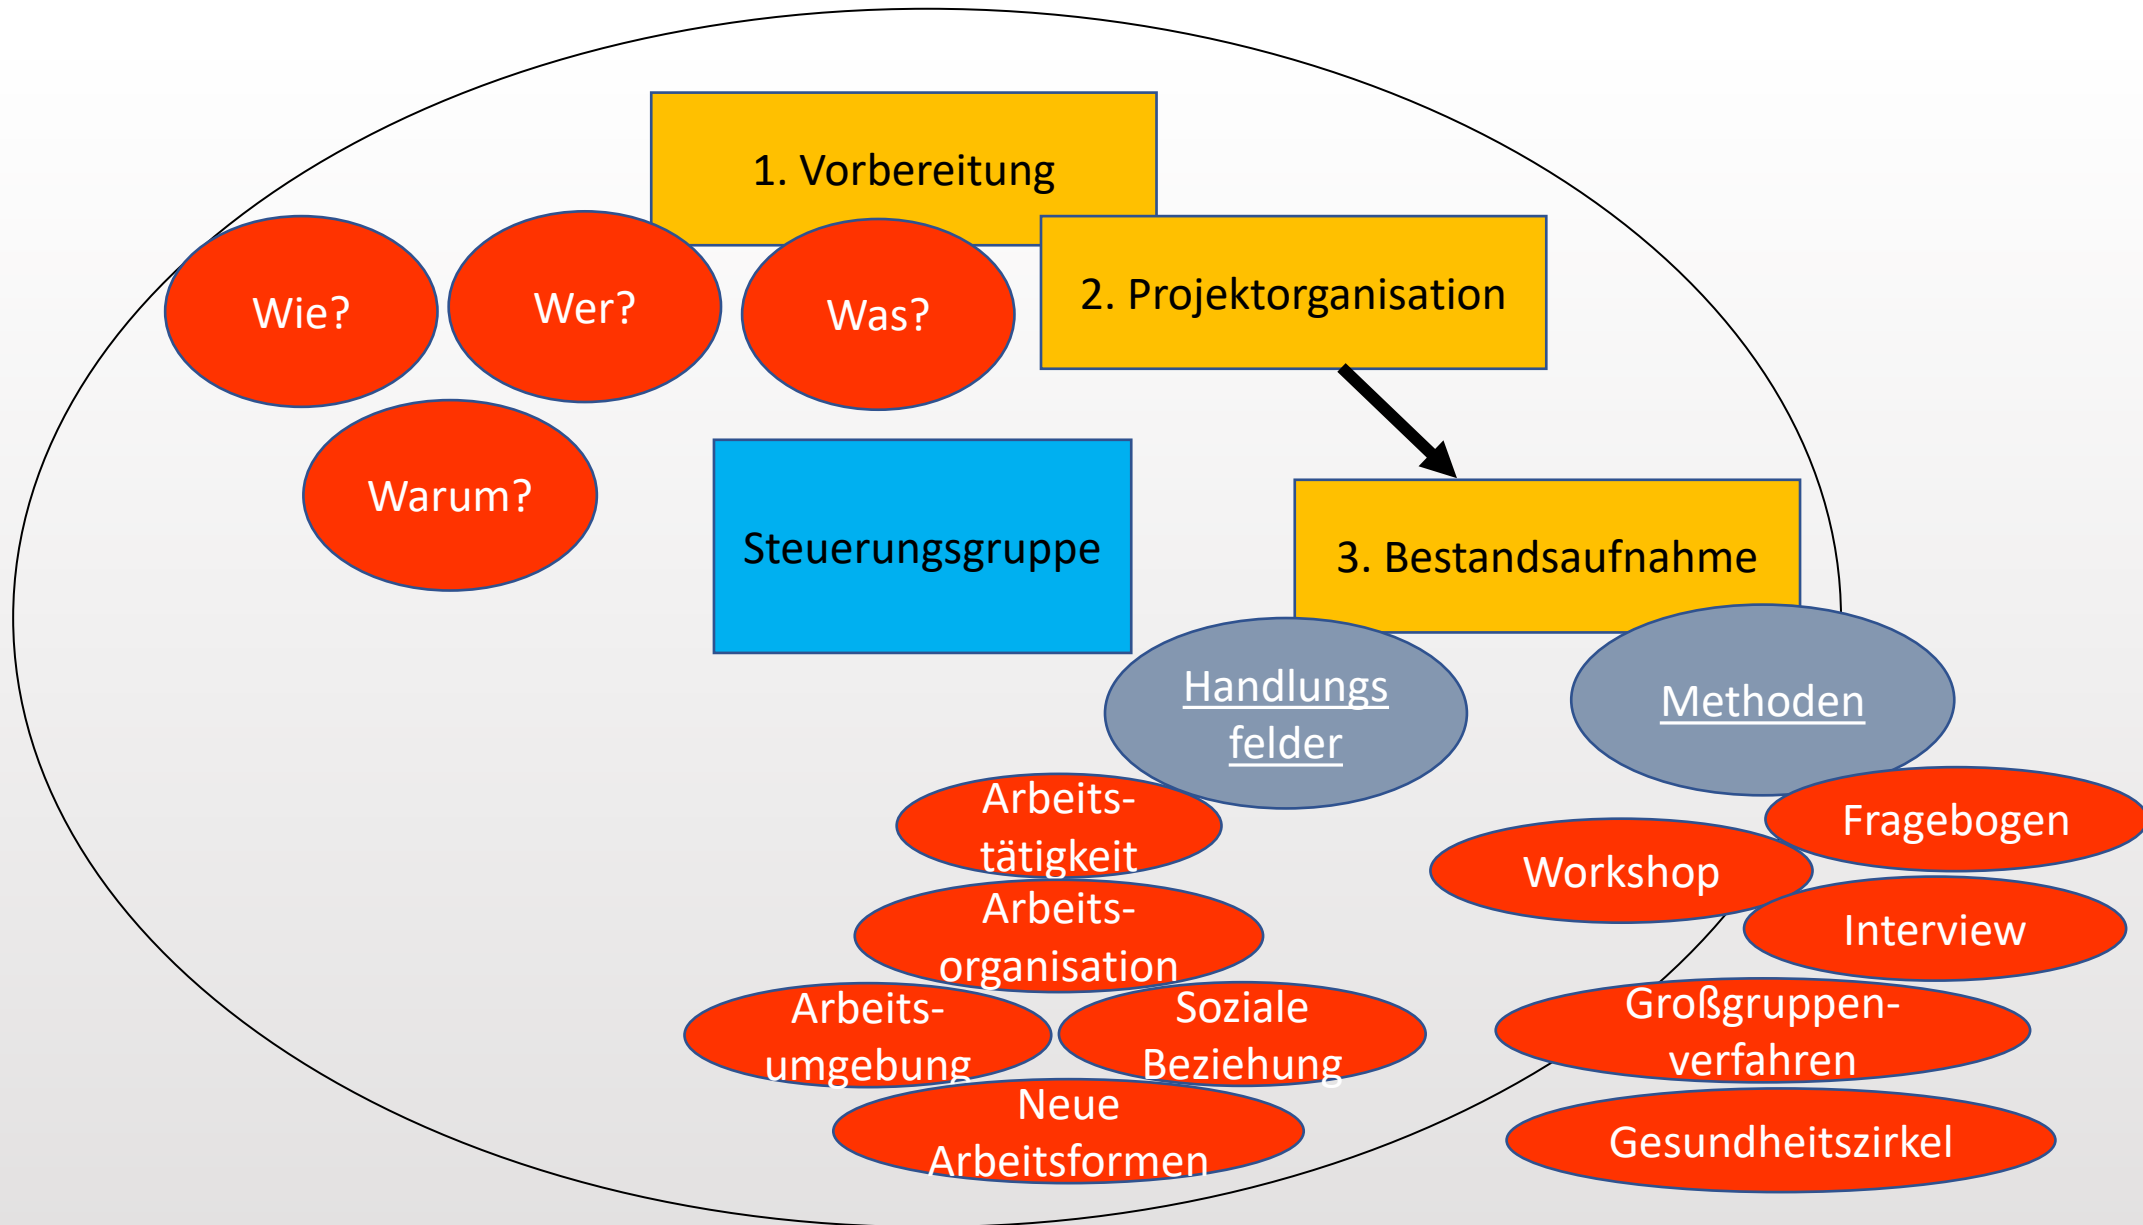 1. Vorbereitung
2. Projektorganisation
Wie?
Wer?
Was?
Warum?
Steuerungsgruppe
3. Bestandsaufnahme
Handlungs
felder
Methoden
Arbeits-
tätigkeit
Arbeits-
organisation
Arbeits-
umgebung
Soziale
Beziehung
Neue
Arbeitsformen
Fragebogen
Workshop
Interview
Großgruppen-
verfahren
Gesundheitszirkel